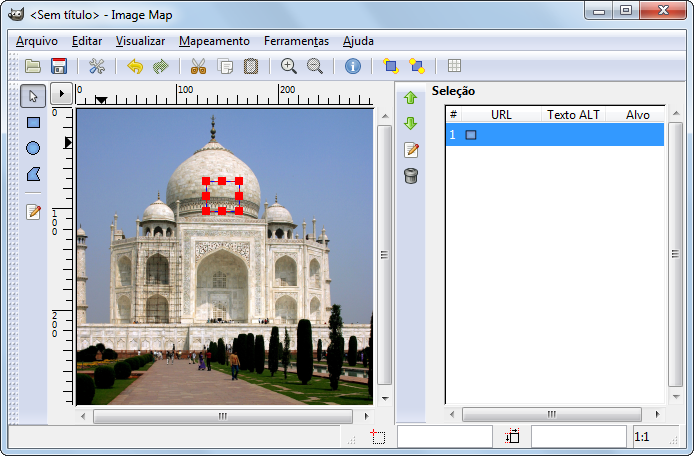 <Sem título> - Image Map
Arquivo Editar Visualizar Mapeamento Ferramentas Ajuda
Seleção
0 100 200
# URL Texto ALT Alvo
0
1
100
200
1:1